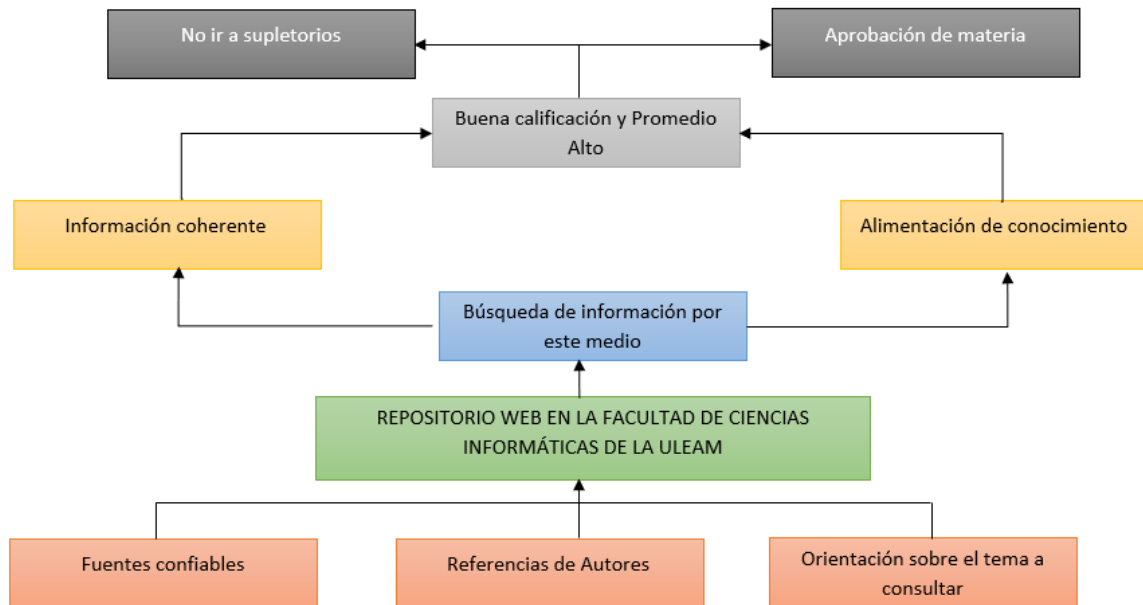 No ir a supletorios
Aprobación de materia
Buena calificación y Promedio
Alto
Información coherente
Alimentación de conocimiento
Búsqueda de información por
este medio
REPOSITORIO WEB EN LA FACULTAD DE CIENCIAS
INFORMÁTICAS DE LA ULEAM
Fuentes confiables
Referencias de Autores
Orientación sobre el tema a
consultar